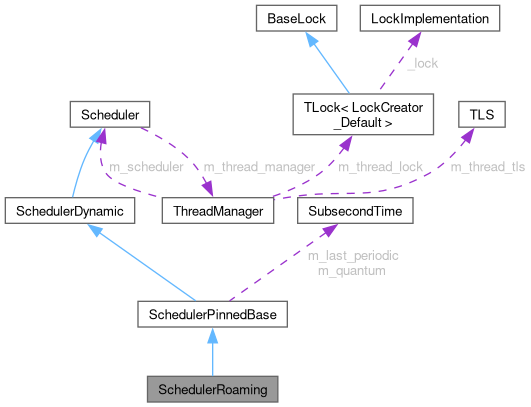 BaseLock
LockImplementation
_lock
Scheduler
TLock< LockCreator
_Default >
TLS
m_scheduler
m_thread_manager
m_thread_lock
m_thread_tls
SchedulerDynamic
ThreadManager
SubsecondTime
m_last_periodic
m_quantum
SchedulerPinnedBase
SchedulerRoaming